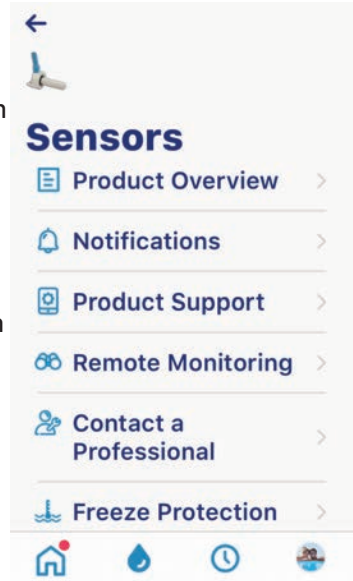 Sensors
Product Overview
Notifications
Product Support
Remote Monitoring
Contact a
Professional
Freeze Protection